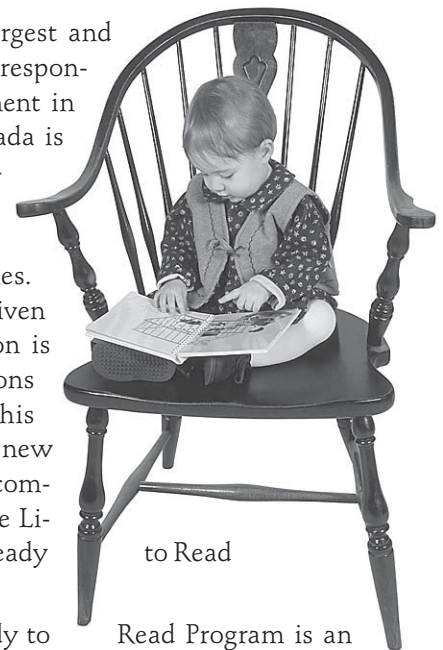 rgest and
respon-
ment in
ada is
es.
iven
on is
ons
his
new
com-
e Li-
eady to Read
dy to Read Program is an